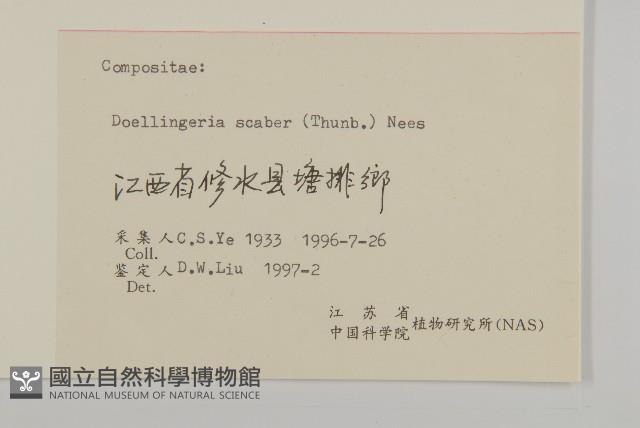 Compositae:
Doellingeria scaber (Thunb.) Nees
江西省修水县塘排鄉
采集人 C.S.Ye 1933 1996-7-26
Coll.
鉴定人 D.W.Liu 1997-2
Det.
江苏省
中国科学院 植物研究所(NAS)
國立自然科學博物館
NATIONAL MUSEUM OF NATURAL SCIENCE